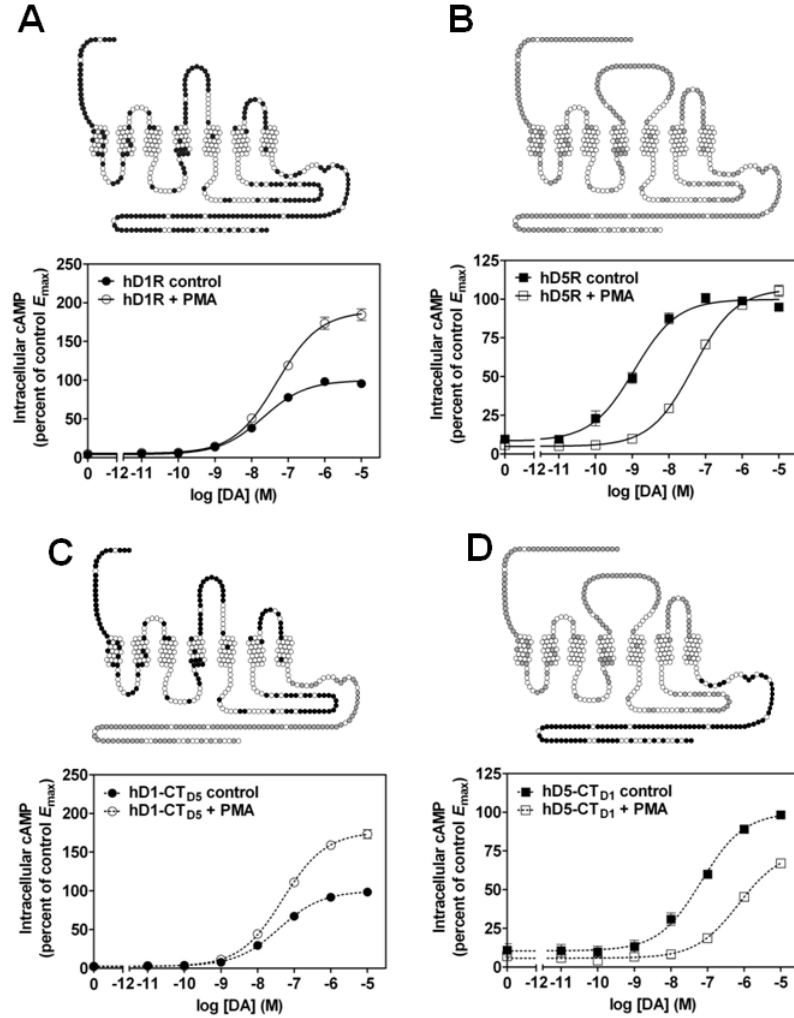 A
Intracellular cAMP
(percent of control Emax)
250
200
150
100
50
0
hD1R control
hD1R + PMA
0 -12 -11 -10 -9 -8 -7 -6 -5
log [DA] (M)
B
Intracellular cAMP
(percent of control Emax)
125
100
75
50
25
0
hD5R control
hD5R + PMA
0 -12 -11 -10 -9 -8 -7 -6 -5
log [DA] (M)
C
Intracellular cAMP
(percent of control Emax)
250
200
150
100
50
0
hD1-CTD5 control
hD1-CTD5 + PMA
0 -12 -11 -10 -9 -8 -7 -6 -5
log [DA] (M)
D
Intracellular cAMP
(percent of control Emax)
125
100
75
50
25
0
hD5-CTD1 control
hD5-CTD1 + PMA
0 -12 -11 -10 -9 -8 -7 -6 -5
log [DA] (M)